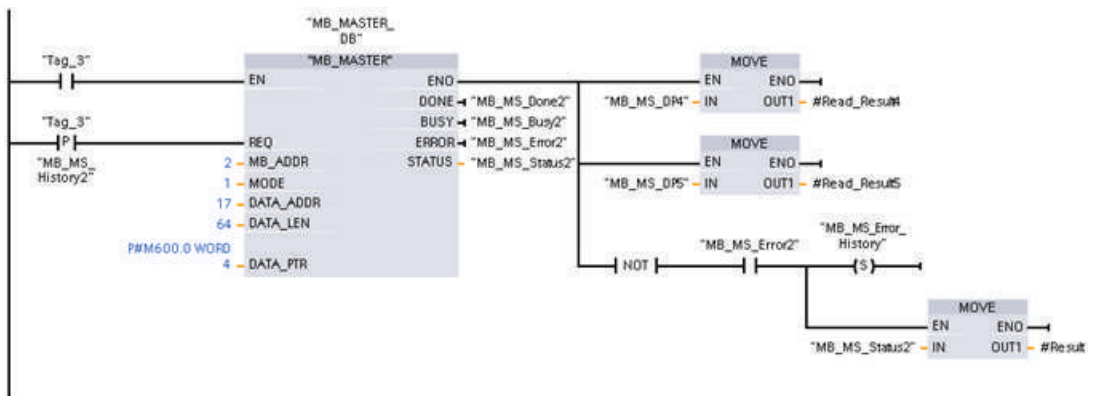 "MB_MASTER_
DB"
"Tag_3"
"MB_MASTER"
EN
ENO
DONE
"MB_MS_Done2"
BUSY
"MB_MS_Busy2"
"Tag_3"
P
REQ
ERROR
"MB_MS_Error2"
"MB_MS_
History2"
2
MB_ADDR
STATUS
"MB_MS_Status2"
1
MODE
17
DATA_ADDR
64
DATA_LEN
P#M600.0 WORD
4
DATA_PTR
MOVE
EN
ENO
"MB_MS_DP4"
IN
OUT1
#Read_Result4
MOVE
EN
ENO
"MB_MS_DP5"
IN
OUT1
#Read_Result5
NOT
"MB_MS_Error2"
"MB_MS_Error_
History"
S
MOVE
EN
ENO
"MB_MS_Status2"
IN
OUT1
#Result